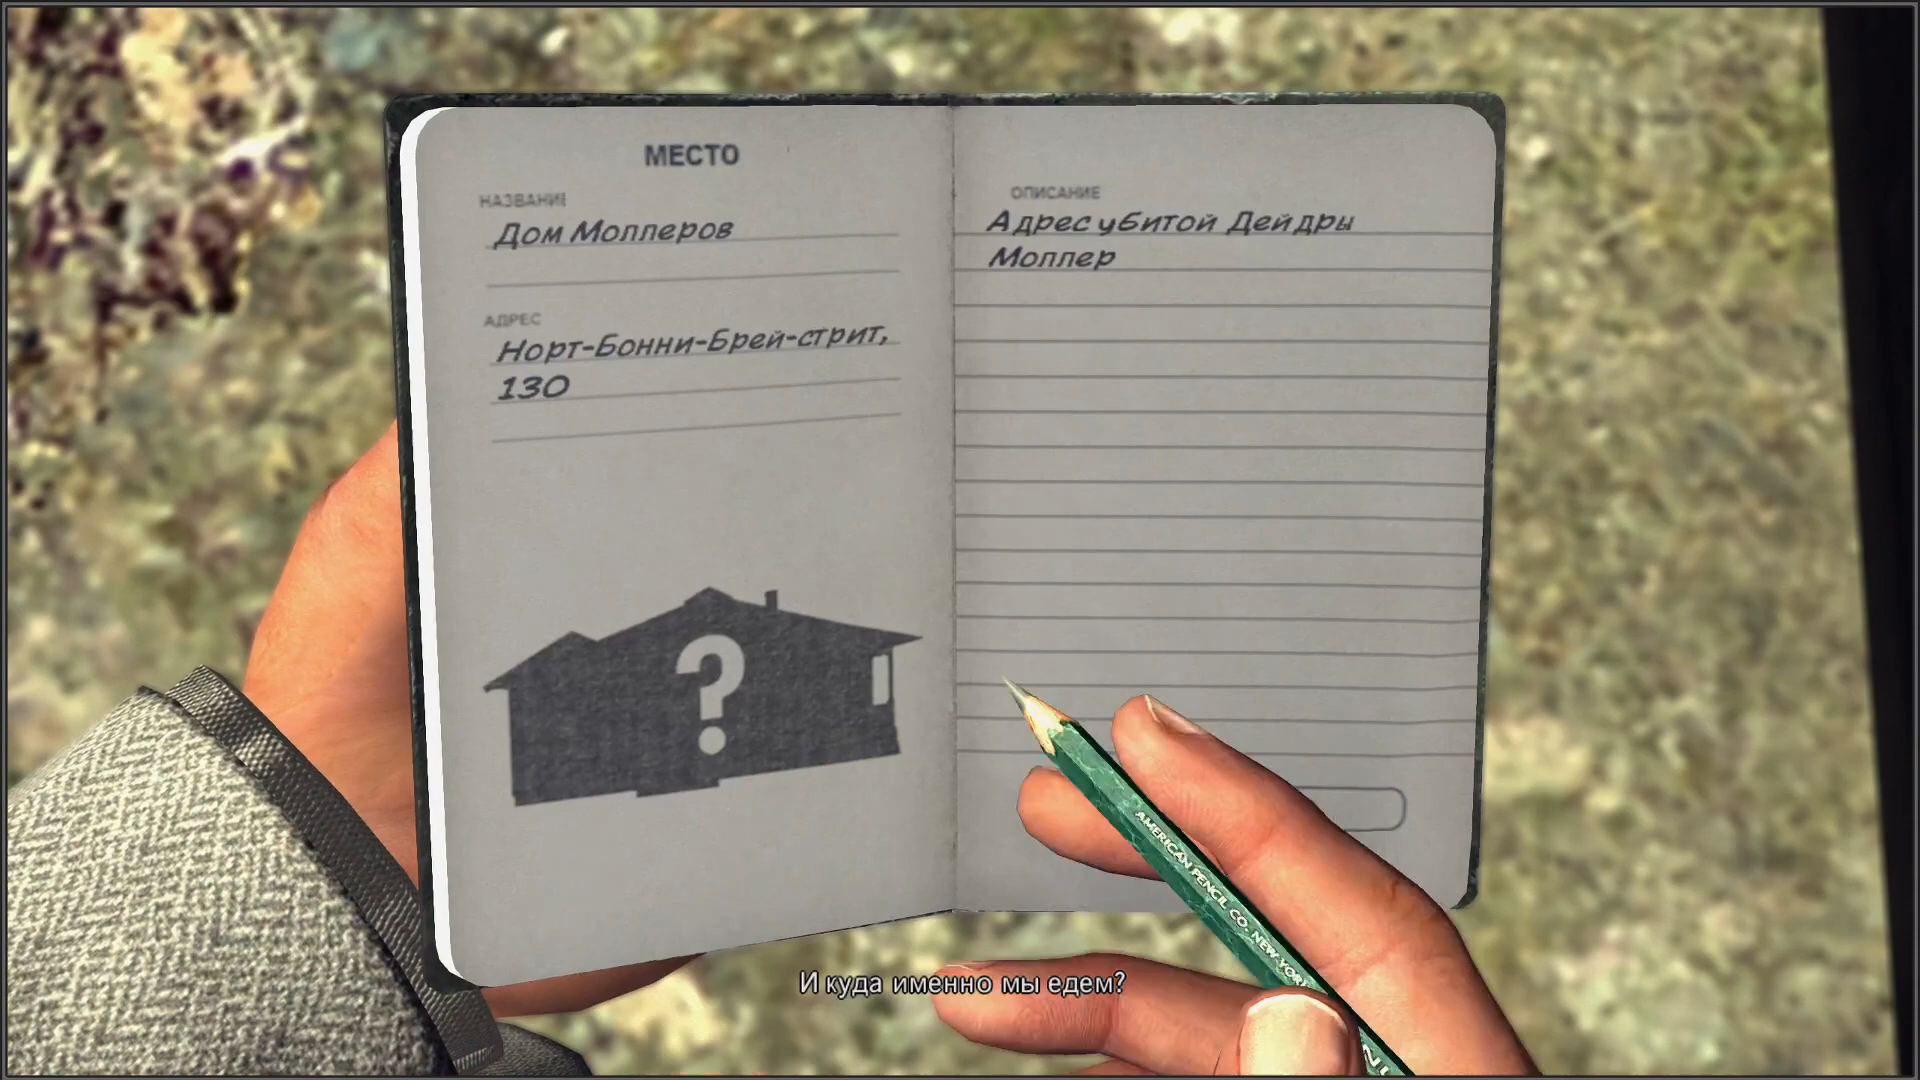 МЕСТО
НАЗВАНИЕ
Дом Моллеров
АДРЕС
Норт-Бонни-Брей-стрит,
130
ОПИСАНИЕ
Адрес убитой Дейдры
Моллер
AMERICAN PENCIL CO. NEW YORK
И куда именно мы едем?